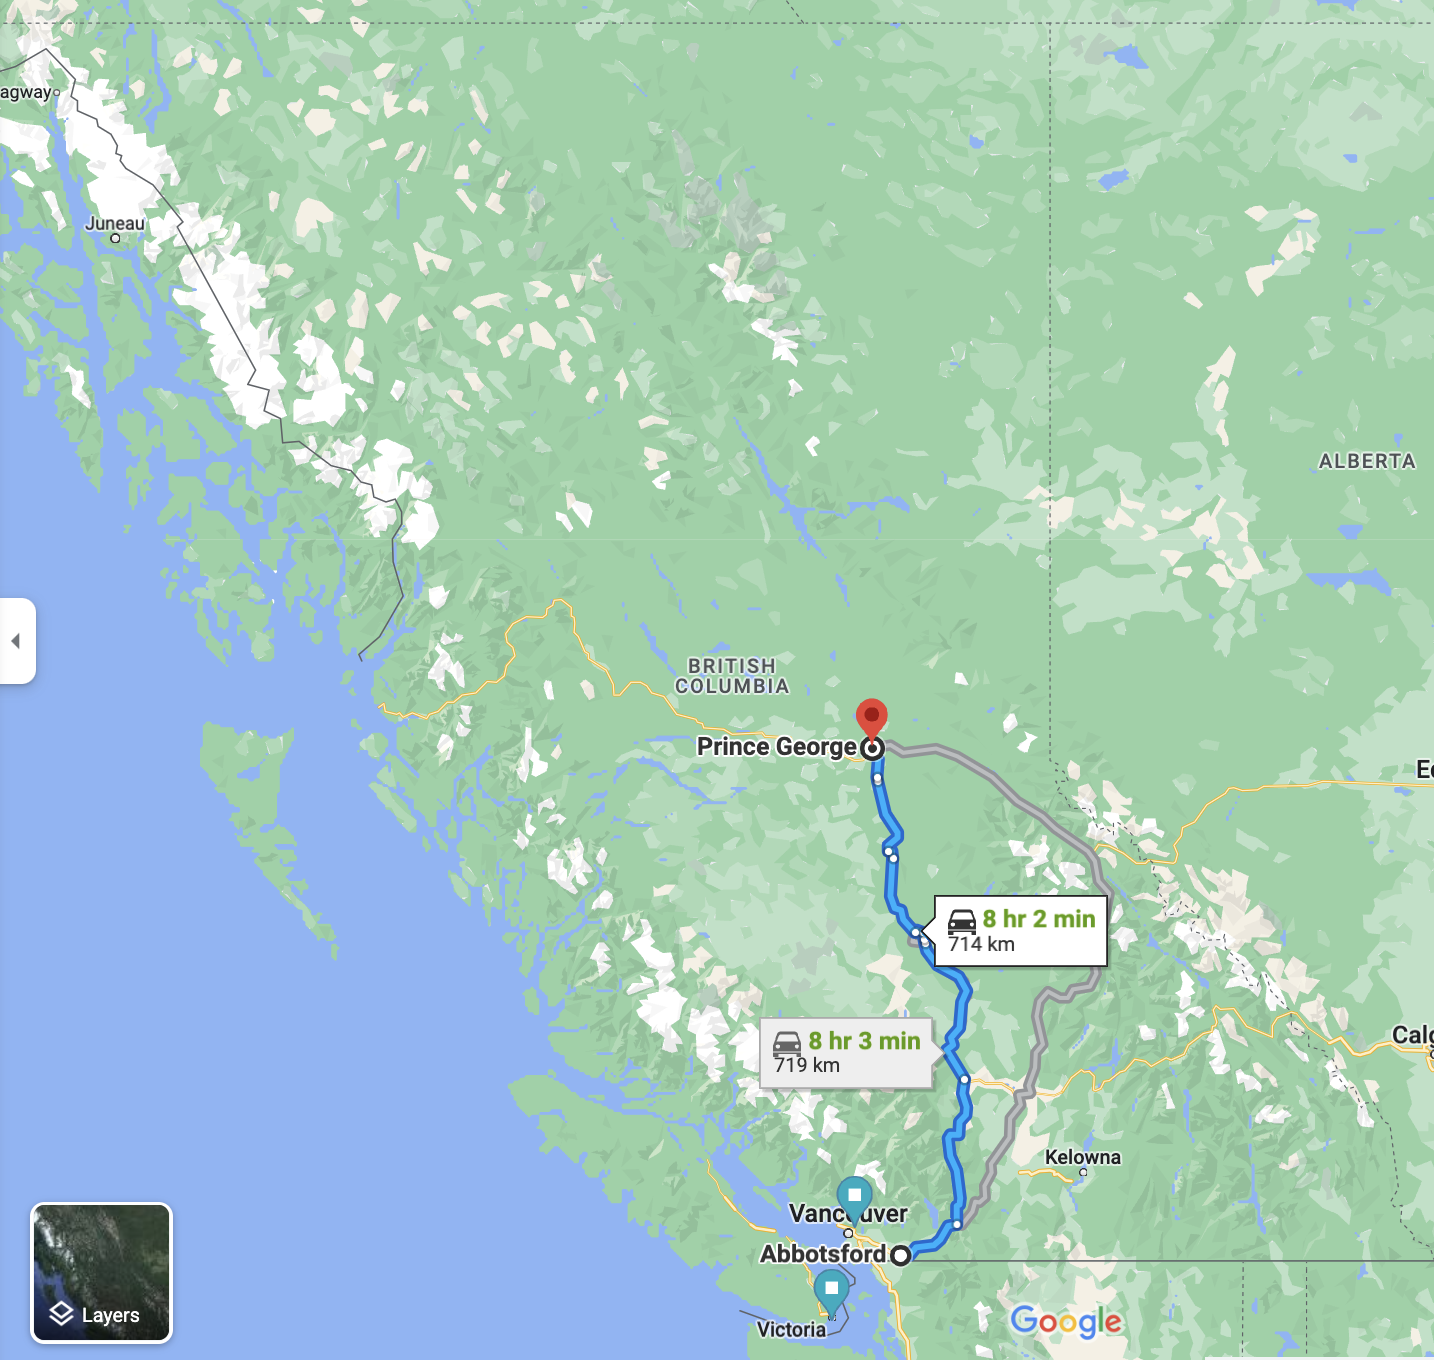 agway
Juneau
ALBERTA
BRITISH
COLUMBIA
Prince George
8 hr 2 min
714 km
8 hr 3 min
719 km
Calg
Kelowna
Vancouver
Abbotsford
Layers
Victoria
Google